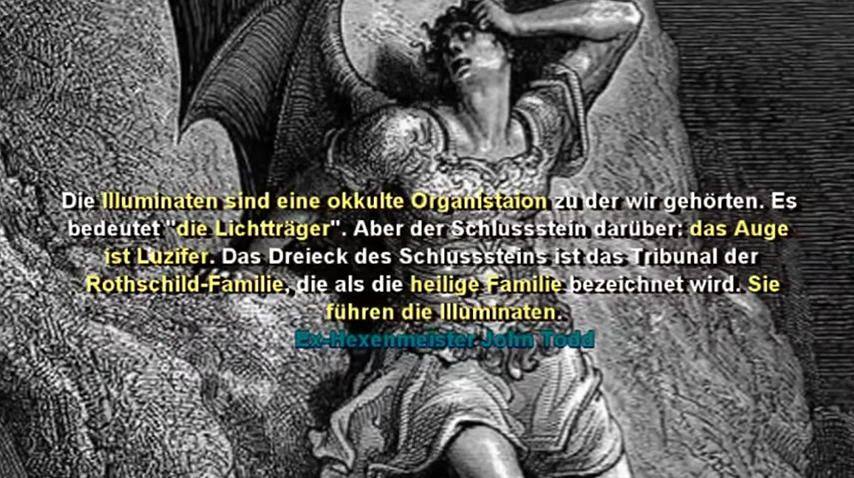 Die Illuminaten sind eine okkulte Organistaion zu der wir gehörten. Es
bedeutet "die Lichtträger". Aber der Schlussstein darüber: das Auge
ist Luzifer. Das Dreieck des Schlusssteins ist das Tribunal der
Rothschild-Familie, die als die heilige Familie bezeichnet wird. Sie
führen die Illuminaten.
Ex-Hexenmeister John Todd